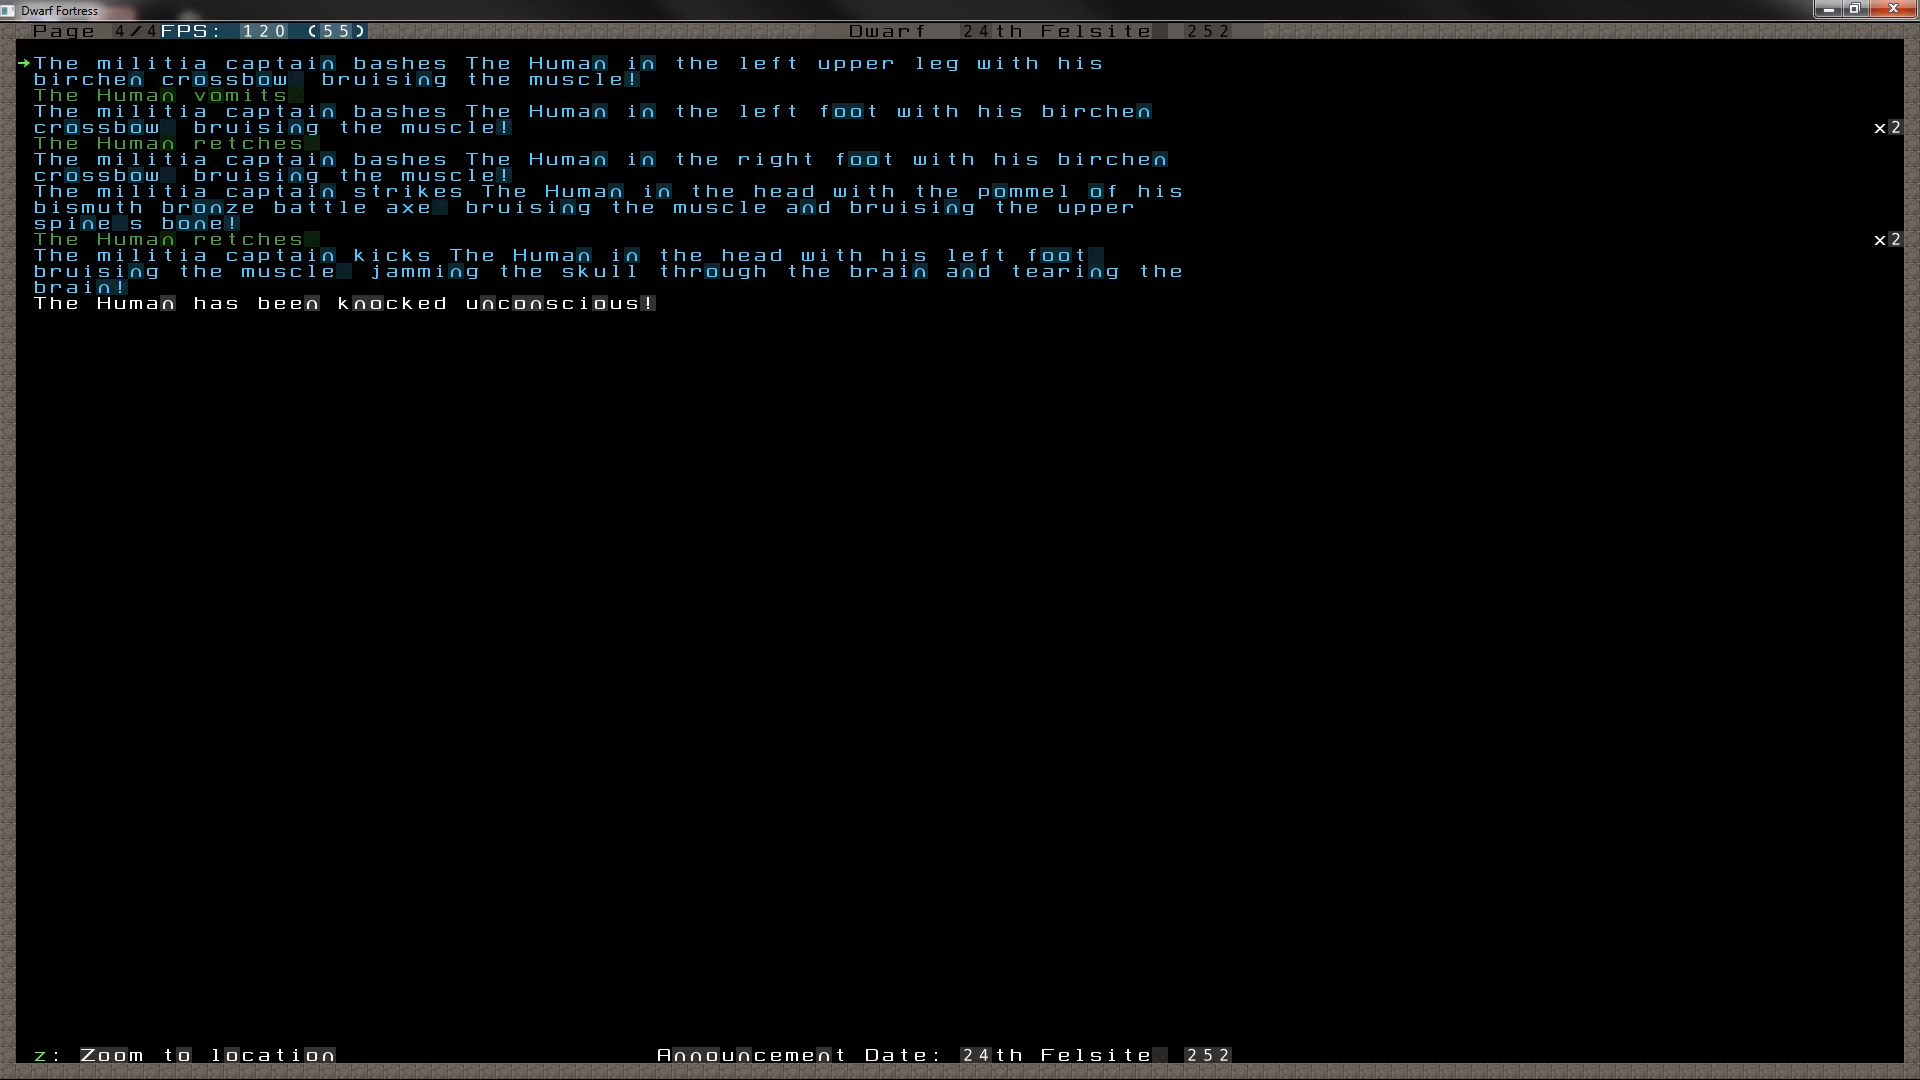 Dwarf Fortress
Page 4/4 FPS: 120 (55) Dwarf 24th Felsite 252
→The militia captain bashes The Human in the left upper leg with his
birchen crossbow bruising the muscle!
The Human vomits
The militia captain bashes The Human in the left foot with his birchen
crossbow bruising the muscle! x2
The Human retches
The militia captain bashes The Human in the right foot with his birchen
crossbow bruising the muscle!
The militia captain strikes The Human in the head with the pommel of his
bismuth bronze battle axe bruising the muscle and bruising the upper
spine s bone!
The Human retches x2
The militia captain kicks The Human in the head with his left foot
bruising the muscle jamming the skull through the brain and tearing the
brain!
The Human has been knocked unconscious!
z: Zoom to location Announcement Date: 24th Felsite 252